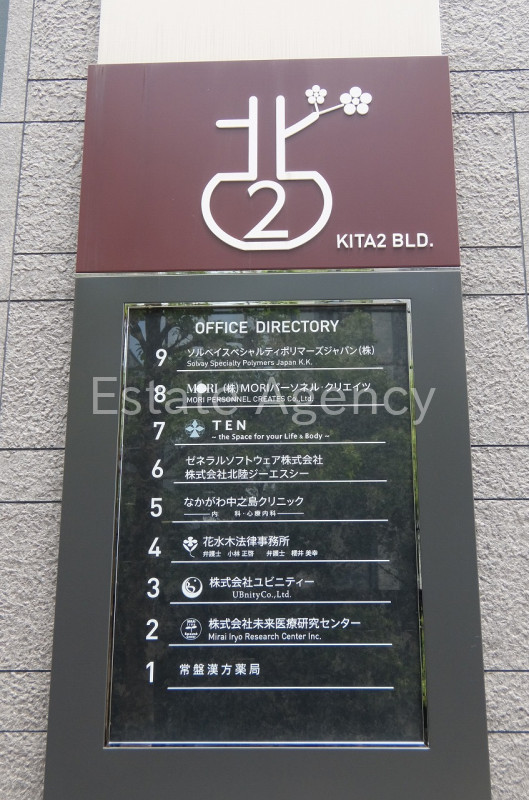 北
2
KITA2 BLD.
OFFICE DIRECTORY
9 ソルベイスペシャルティポリマーズジャパン(株)
Solvay Specialty Polymers Japan K.K.
8 MORI (株)MORIパーソネル・クリエイツ
MORI PERSONNEL CREATES Co.,Ltd.
Estate Agency
7 TEN
– the Space for your Life & Body –
6 ゼネラルソフトウェア株式会社
株式会社北陸ジーエスシー
5 なかがわ中之島クリニック
内 科・心療内科
4 花水木法律事務所
弁護士 小林 正啓 弁護士 櫻井 美幸
3 株式会社ユビニティー
UBnityCo.,Ltd.
2 株式会社未来医療研究センター
Mirai Iryo Research Center Inc.
1 常盤漢方薬局